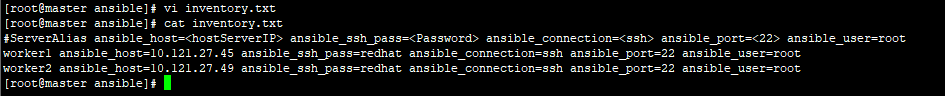 [root@master ansible]# vi inventory.txt
[root@master ansible]# cat inventory.txt
#ServerAlias ansible_host=<hostServerIP> ansible_ssh_pass=<Password> ansible_connection=<ssh> ansible_port=<22> ansible_user=root
worker1 ansible_host=10.121.27.45 ansible_ssh_pass=redhat ansible_connection=ssh ansible_port=22 ansible_user=root
worker2 ansible_host=10.121.27.49 ansible_ssh_pass=redhat ansible_connection=ssh ansible_port=22 ansible_user=root
[root@master ansible]#